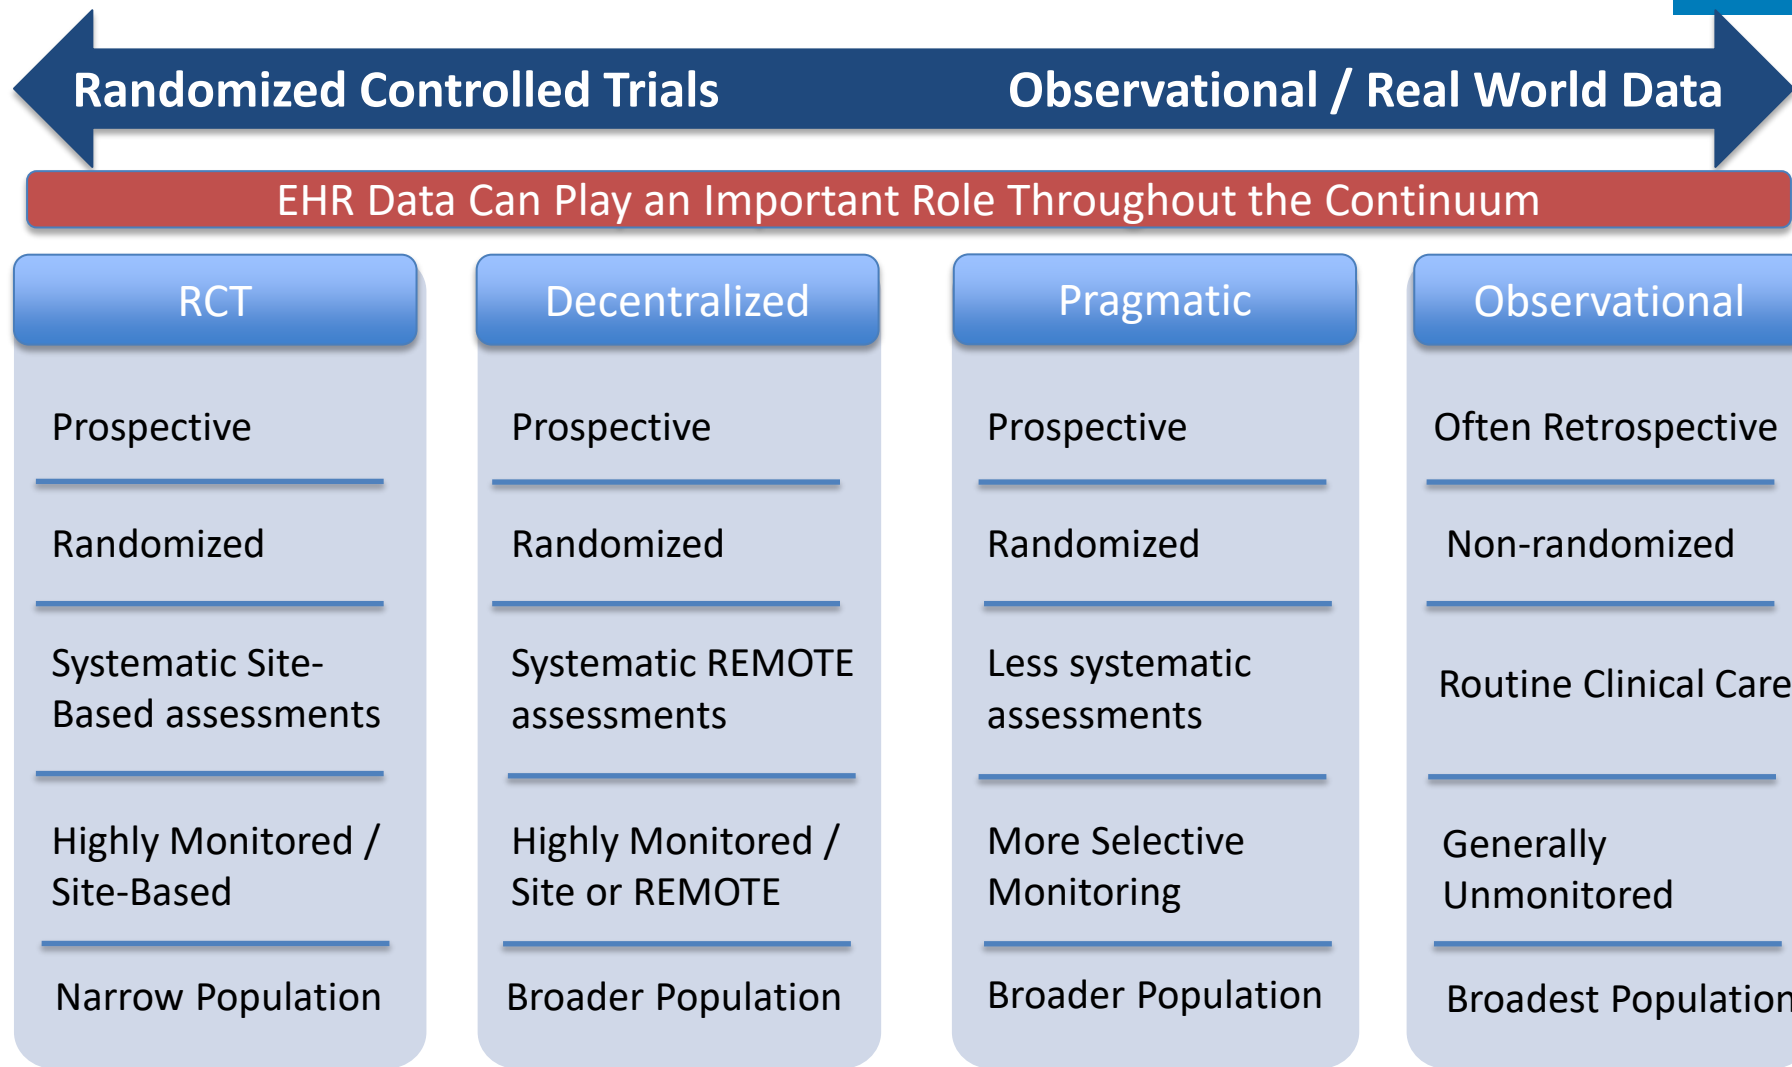 Randomized Controlled Trials
Observational / Real World Data
EHR Data Can Play an Important Role Throughout the Continuum
RCT
Prospective
Randomized
Systematic Site-
Based assessments
Highly Monitored /
Site-Based
Narrow Population
Decentralized
Prospective
Randomized
Systematic REMOTE
assessments
Highly Monitored /
Site or REMOTE
Broader Population
Pragmatic
Prospective
Randomized
Less systematic
assessments
More Selective
Monitoring
Broader Population
Observational
Often Retrospective
Non-randomized
Routine Clinical Care
Generally
Unmonitored
Broadest Population